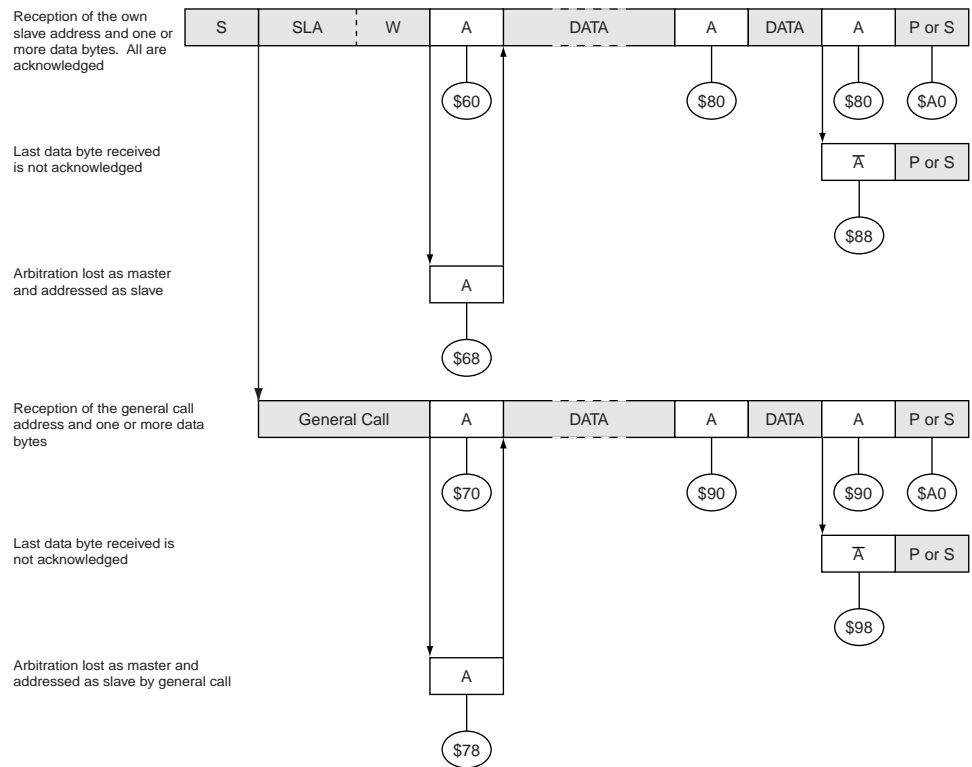 Reception of the own
slave address and one or
more data bytes. All are
acknowledged
S SLA W A DATA A DATA A P or S
$60 $80 $80 $A0
Last data byte received
is not acknowledged
A̅ P or S
$88
Arbitration lost as master
and addressed as slave
A
$68
Reception of the general call
address and one or more data
bytes
General Call A DATA A DATA A P or S
$70 $90 $90 $A0
Last data byte received is
not acknowledged
A̅ P or S
$98
Arbitration lost as master and
addressed as slave by general call
A
$78